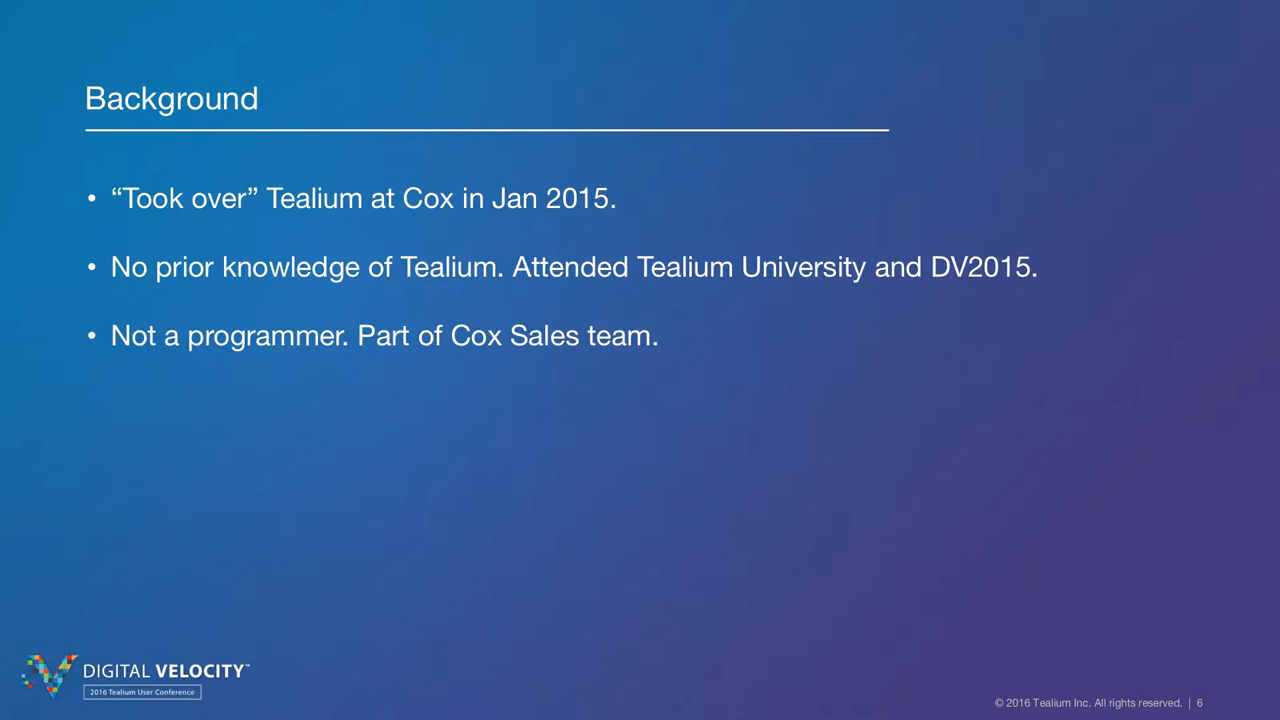 Background
• “Took over” Tealium at Cox in Jan 2015.
• No prior knowledge of Tealium. Attended Tealium University and DV2015.
• Not a programmer. Part of Cox Sales team.
DIGITAL VELOCITY™
2016 Tealium User Conference
© 2016 Tealium Inc. All rights reserved. | 6